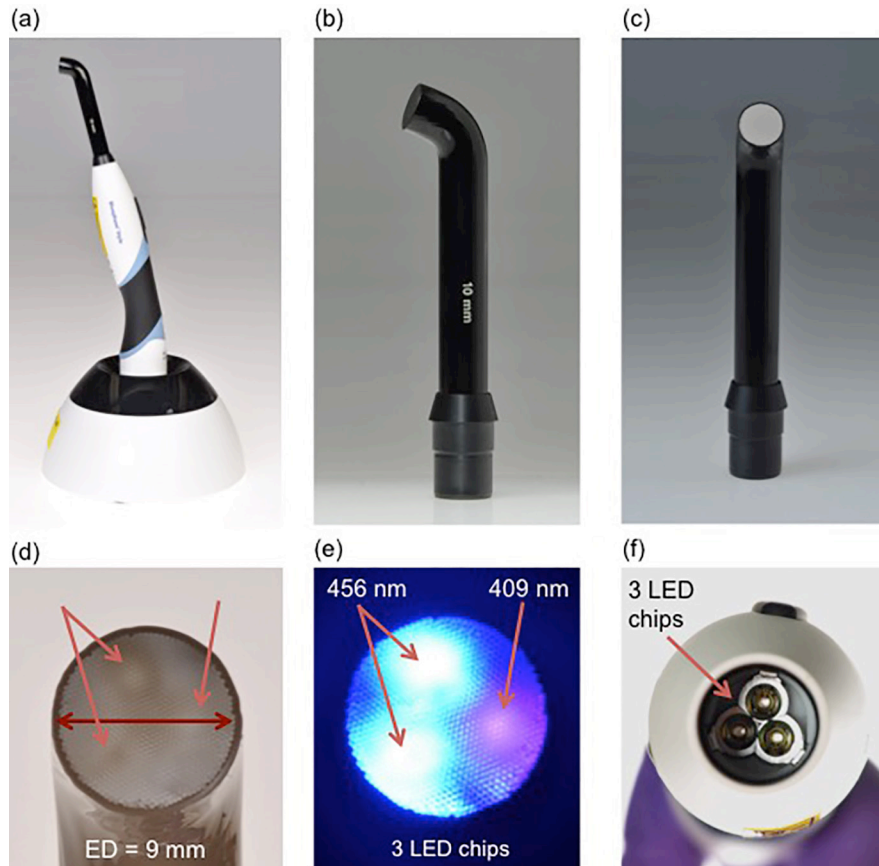 (a)
(b)
(c)
10 mm
(d)
(e)
(f)
ED = 9 mm
456 nm
409 nm
3 LED chips
3 LED
chips